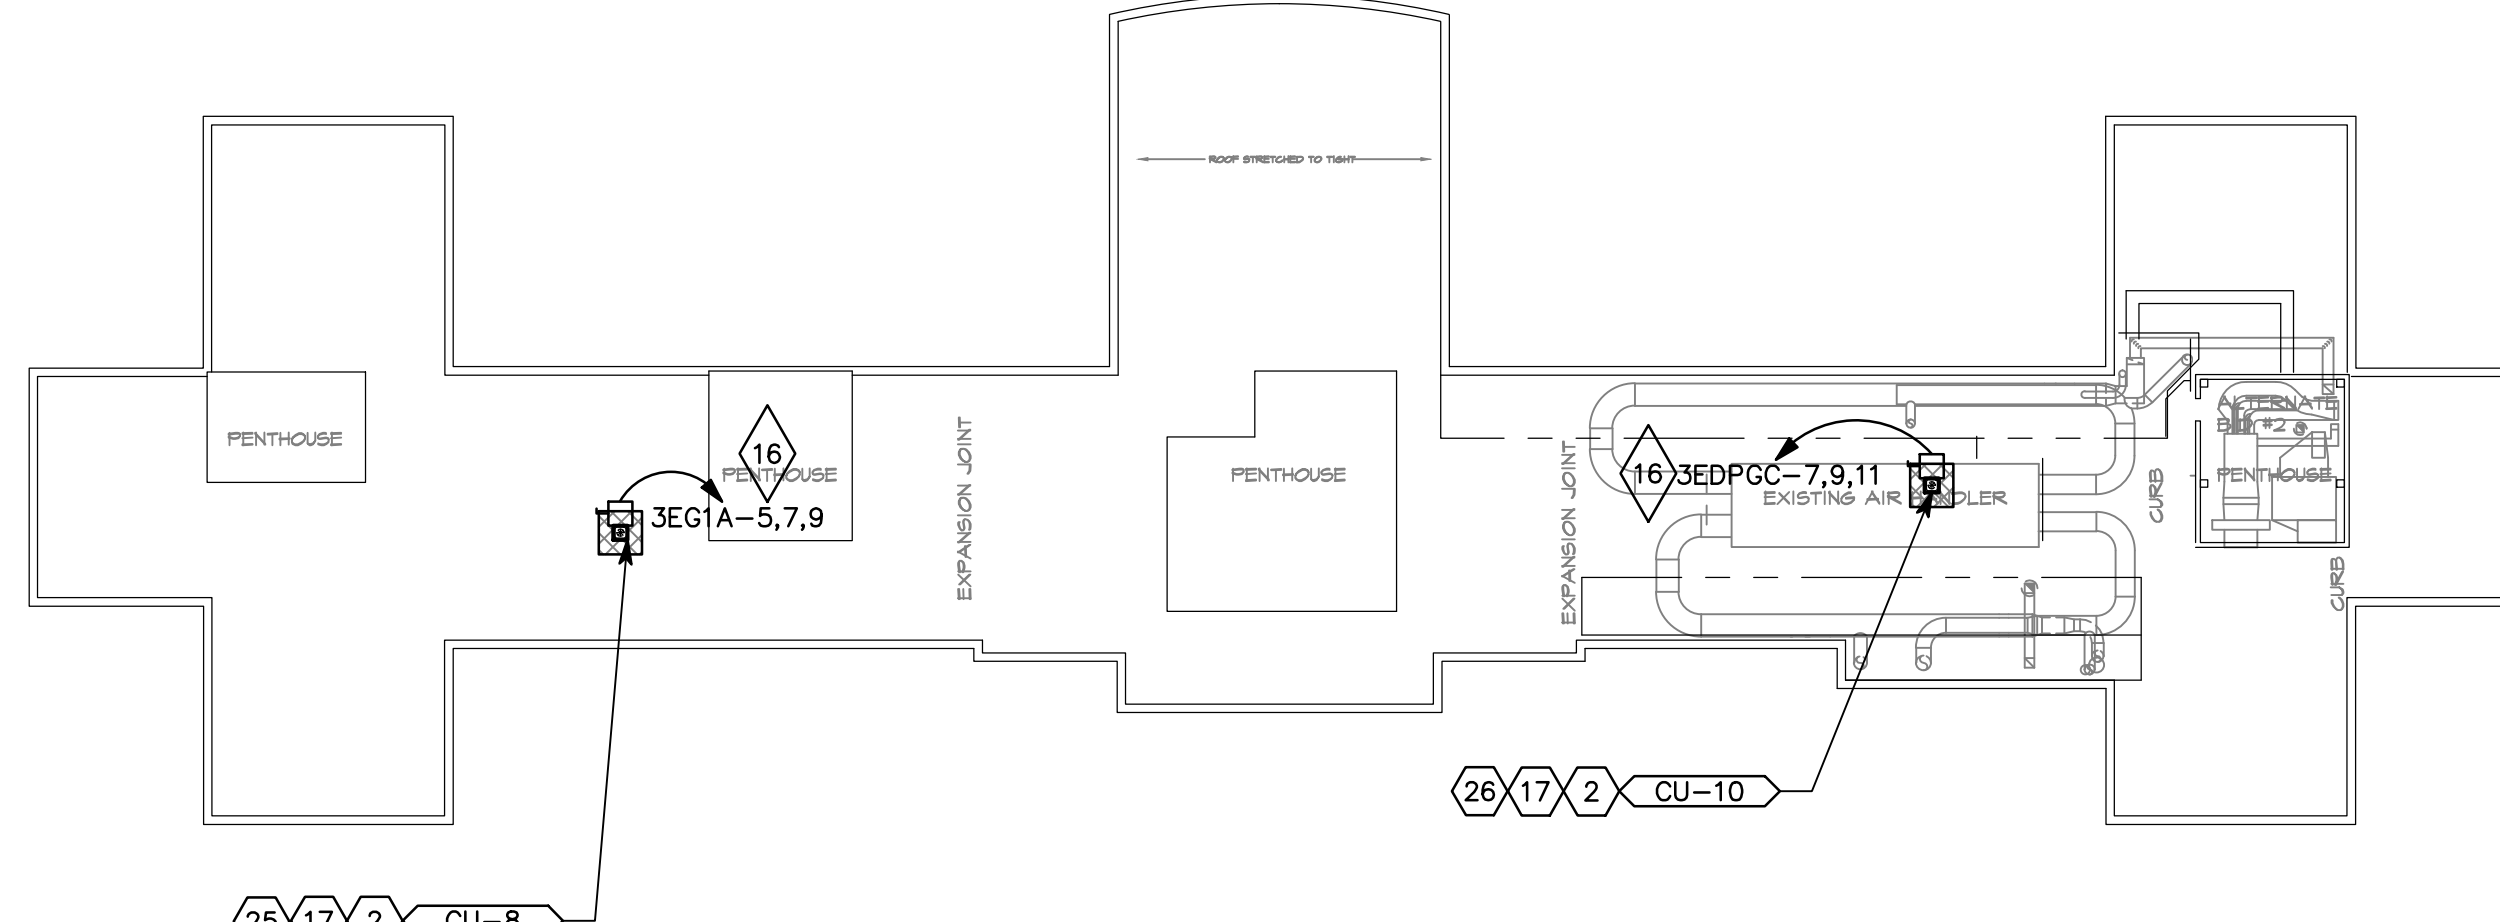 ROOF STRETCHED TO TIGHT
PENTHOUSE
16
PENTHOUSE
3EG1A-5,7,9
EXPANSION JOINT
PENTHOUSE
EXPANSION JOINT
16
3EDPGC-7,9,11
EXISTING AIR HANDLER
ALTERNATE
BID #2
PENTHOUSE
CURB
CURB
26
17
2
CU-10
25
17
2
CU-8